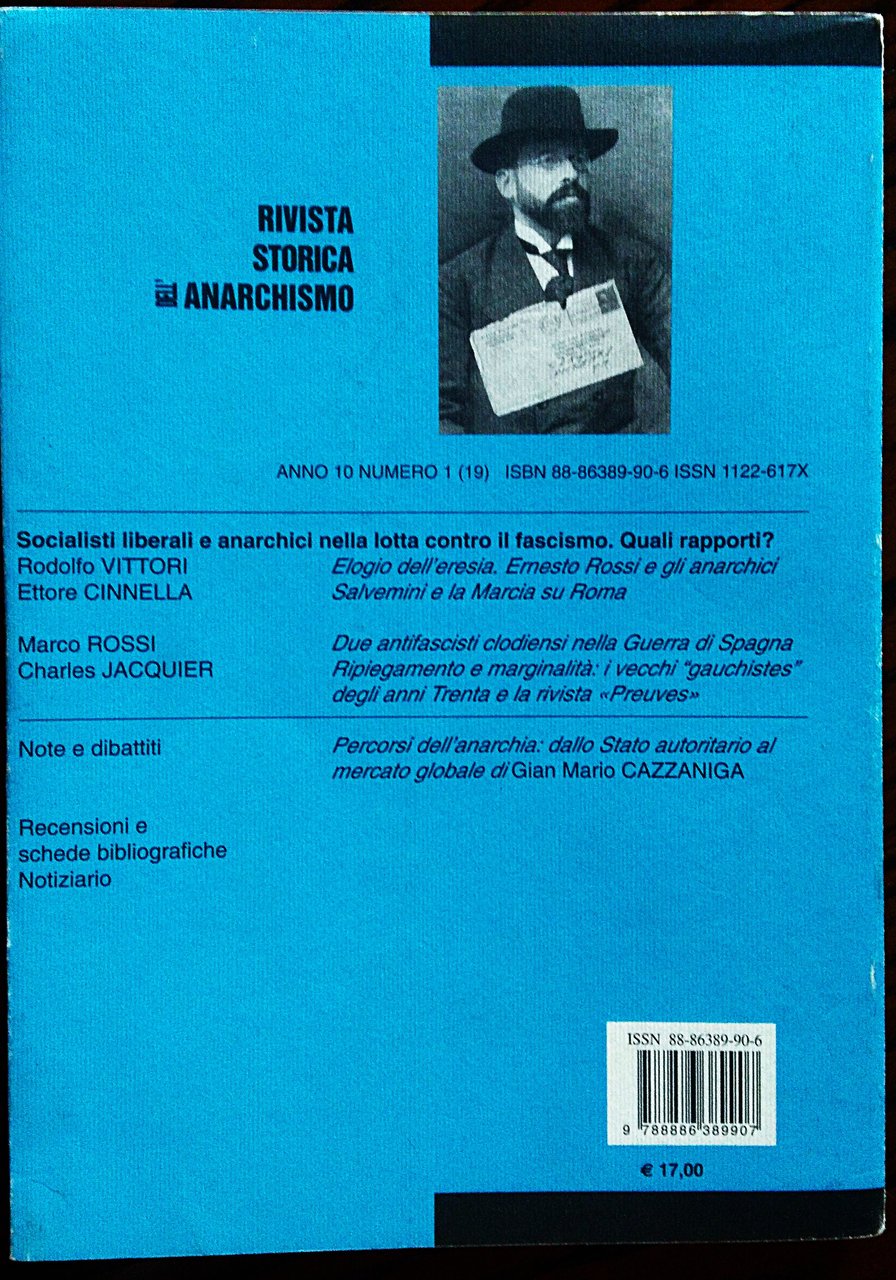 RIVISTA
STORICA
DELL' ANARCHISMO
ANNO 10 NUMERO 1 (19) ISBN 88-86389-90-6 ISSN 1122-617X
Socialisti liberali e anarchici nella lotta contro il fascismo. Quali rapporti?
Rodolfo VITTORI Elogio dell'eresia. Ernesto Rossi e gli anarchici
Ettore CINNELLA Salvemini e la Marcia su Roma
Marco ROSSI Due antifascisti clodiensi nella Guerra di Spagna
Charles JACQUIER Ripiegamento e marginalità: i vecchi "gauchistes"
degli anni Trenta e la rivista «Preuves»
Note e dibattiti Percorsi dell'anarchia: dallo Stato autoritario al
mercato globale di Gian Mario CAZZANIGA
Recensioni e
schede bibliografiche
Notiziario
ISSN 88-86389-90-6
9 788886 389907
€ 17,00